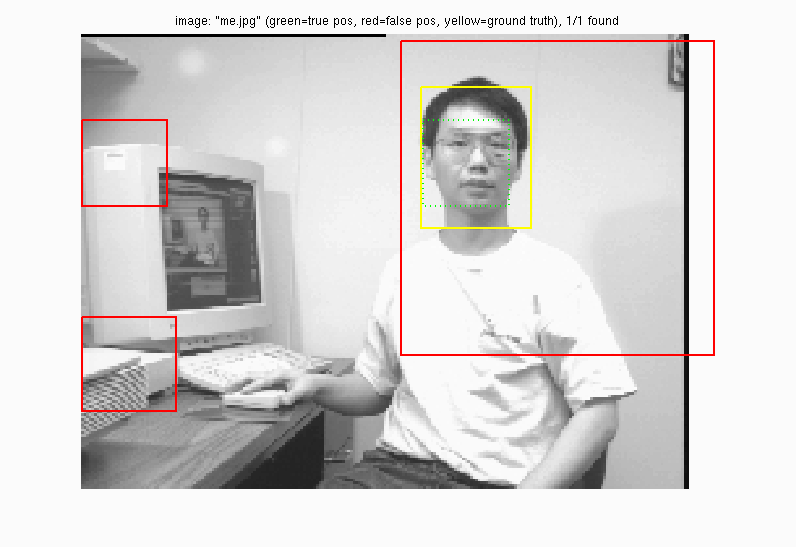 image: "me.jpg" (green=true pos, red=false pos, yellow=ground truth), 1/1 found